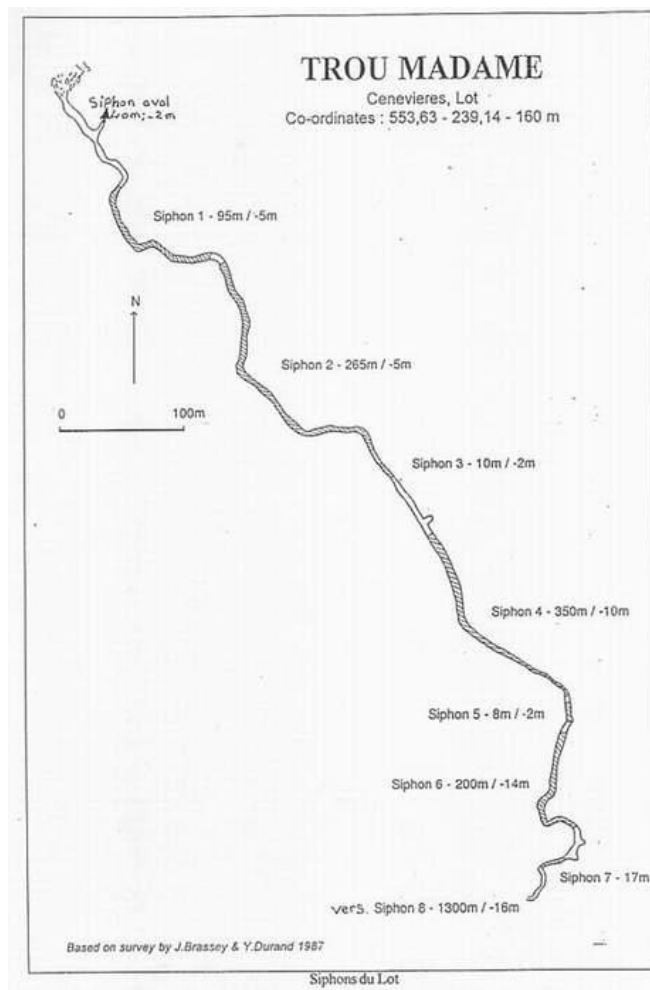 TROU MADAME
Cenevieres, Lot
Co-ordinates : 553,63 - 239,14 - 160 m
Siphon aval
40m; -2m
Siphon 1 - 95m / -5m
N
Siphon 2 - 265m / -5m
0 100m
Siphon 3 - 10m / -2m
Siphon 4 - 350m / -10m
Siphon 5 - 8m / -2m
Siphon 6 - 200m / -14m
Siphon 7 - 17m
vers. Siphon 8 - 1300m / -16m
Based on survey by J.Brassey & Y.Durand 1987
Siphons du Lot